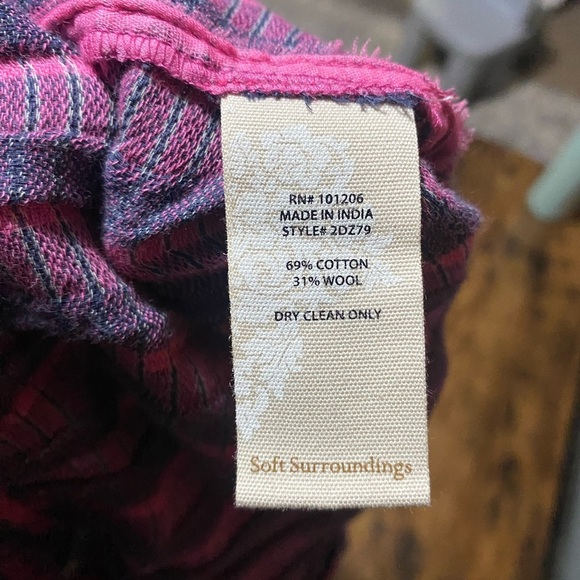 RN# 101206
MADE IN INDIA
STYLE# 2DZ79
69% COTTON
31% WOOL
DRY CLEAN ONLY
Soft Surroundings